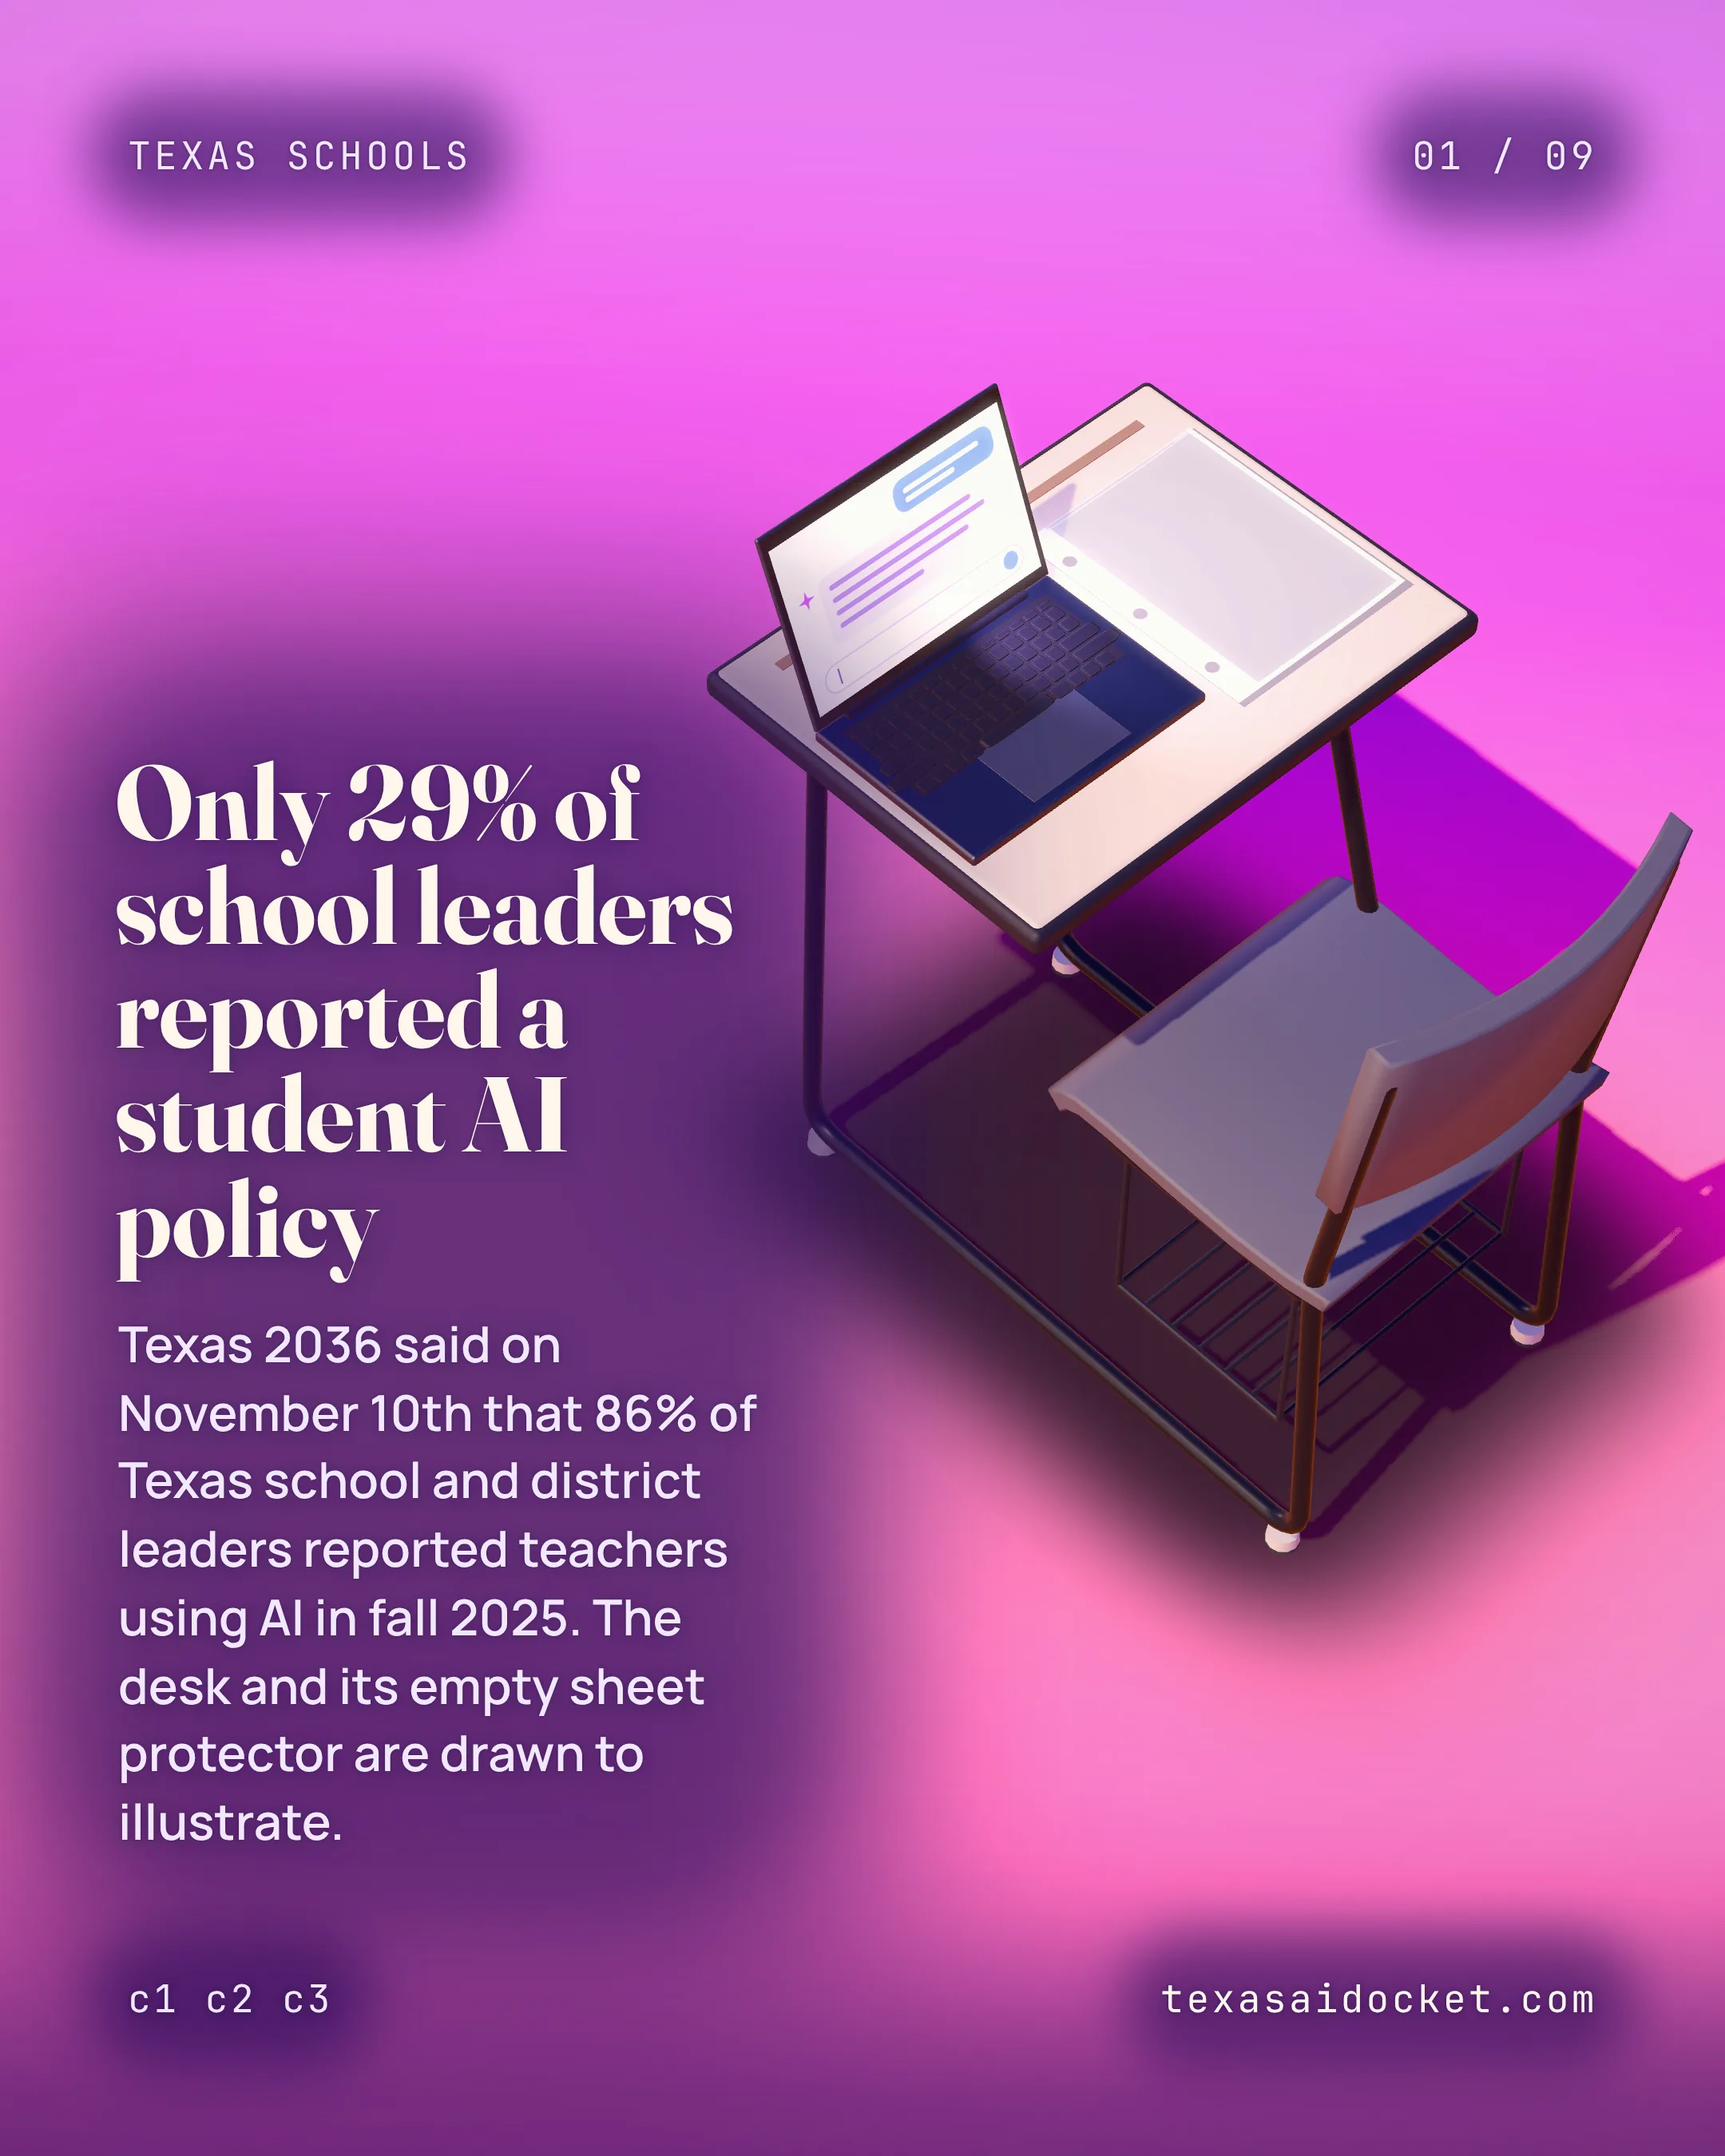 TEXAS SCHOOLS
01 / 09
Only 29% of
school leaders
reported a
student AI
policy
Texas 2036 said on
November 10th that 86% of
Texas school and district
leaders reported teachers
using AI in fall 2025. The
desk and its empty sheet
protector are drawn to
illustrate.
c1 c2 c3
texasaidocket.com